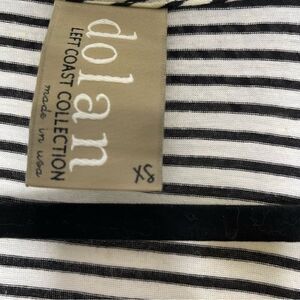 dolan
LEFT COAST COLLECTION
made in usa
XS